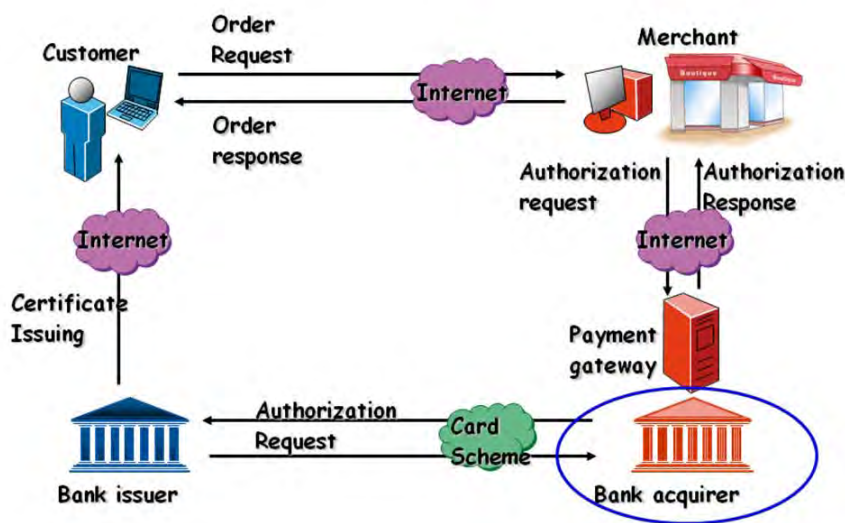 Order
Request
Customer
Merchant
Boutique
Internet
Order
response
Authorization
request
Authorization
Response
Internet
Internet
Certificate
Issuing
Payment
gateway
Authorization
Request
Card
Scheme
Bank issuer
Bank acquirer